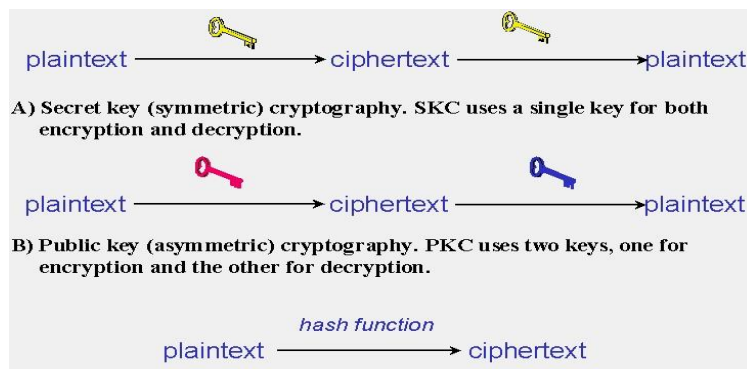 plaintext ciphertext plaintext
A) Secret key (symmetric) cryptography. SKC uses a single key for both
encryption and decryption.
plaintext ciphertext plaintext
B) Public key (asymmetric) cryptography. PKC uses two keys, one for
encryption and the other for decryption.
hash function
plaintext ciphertext